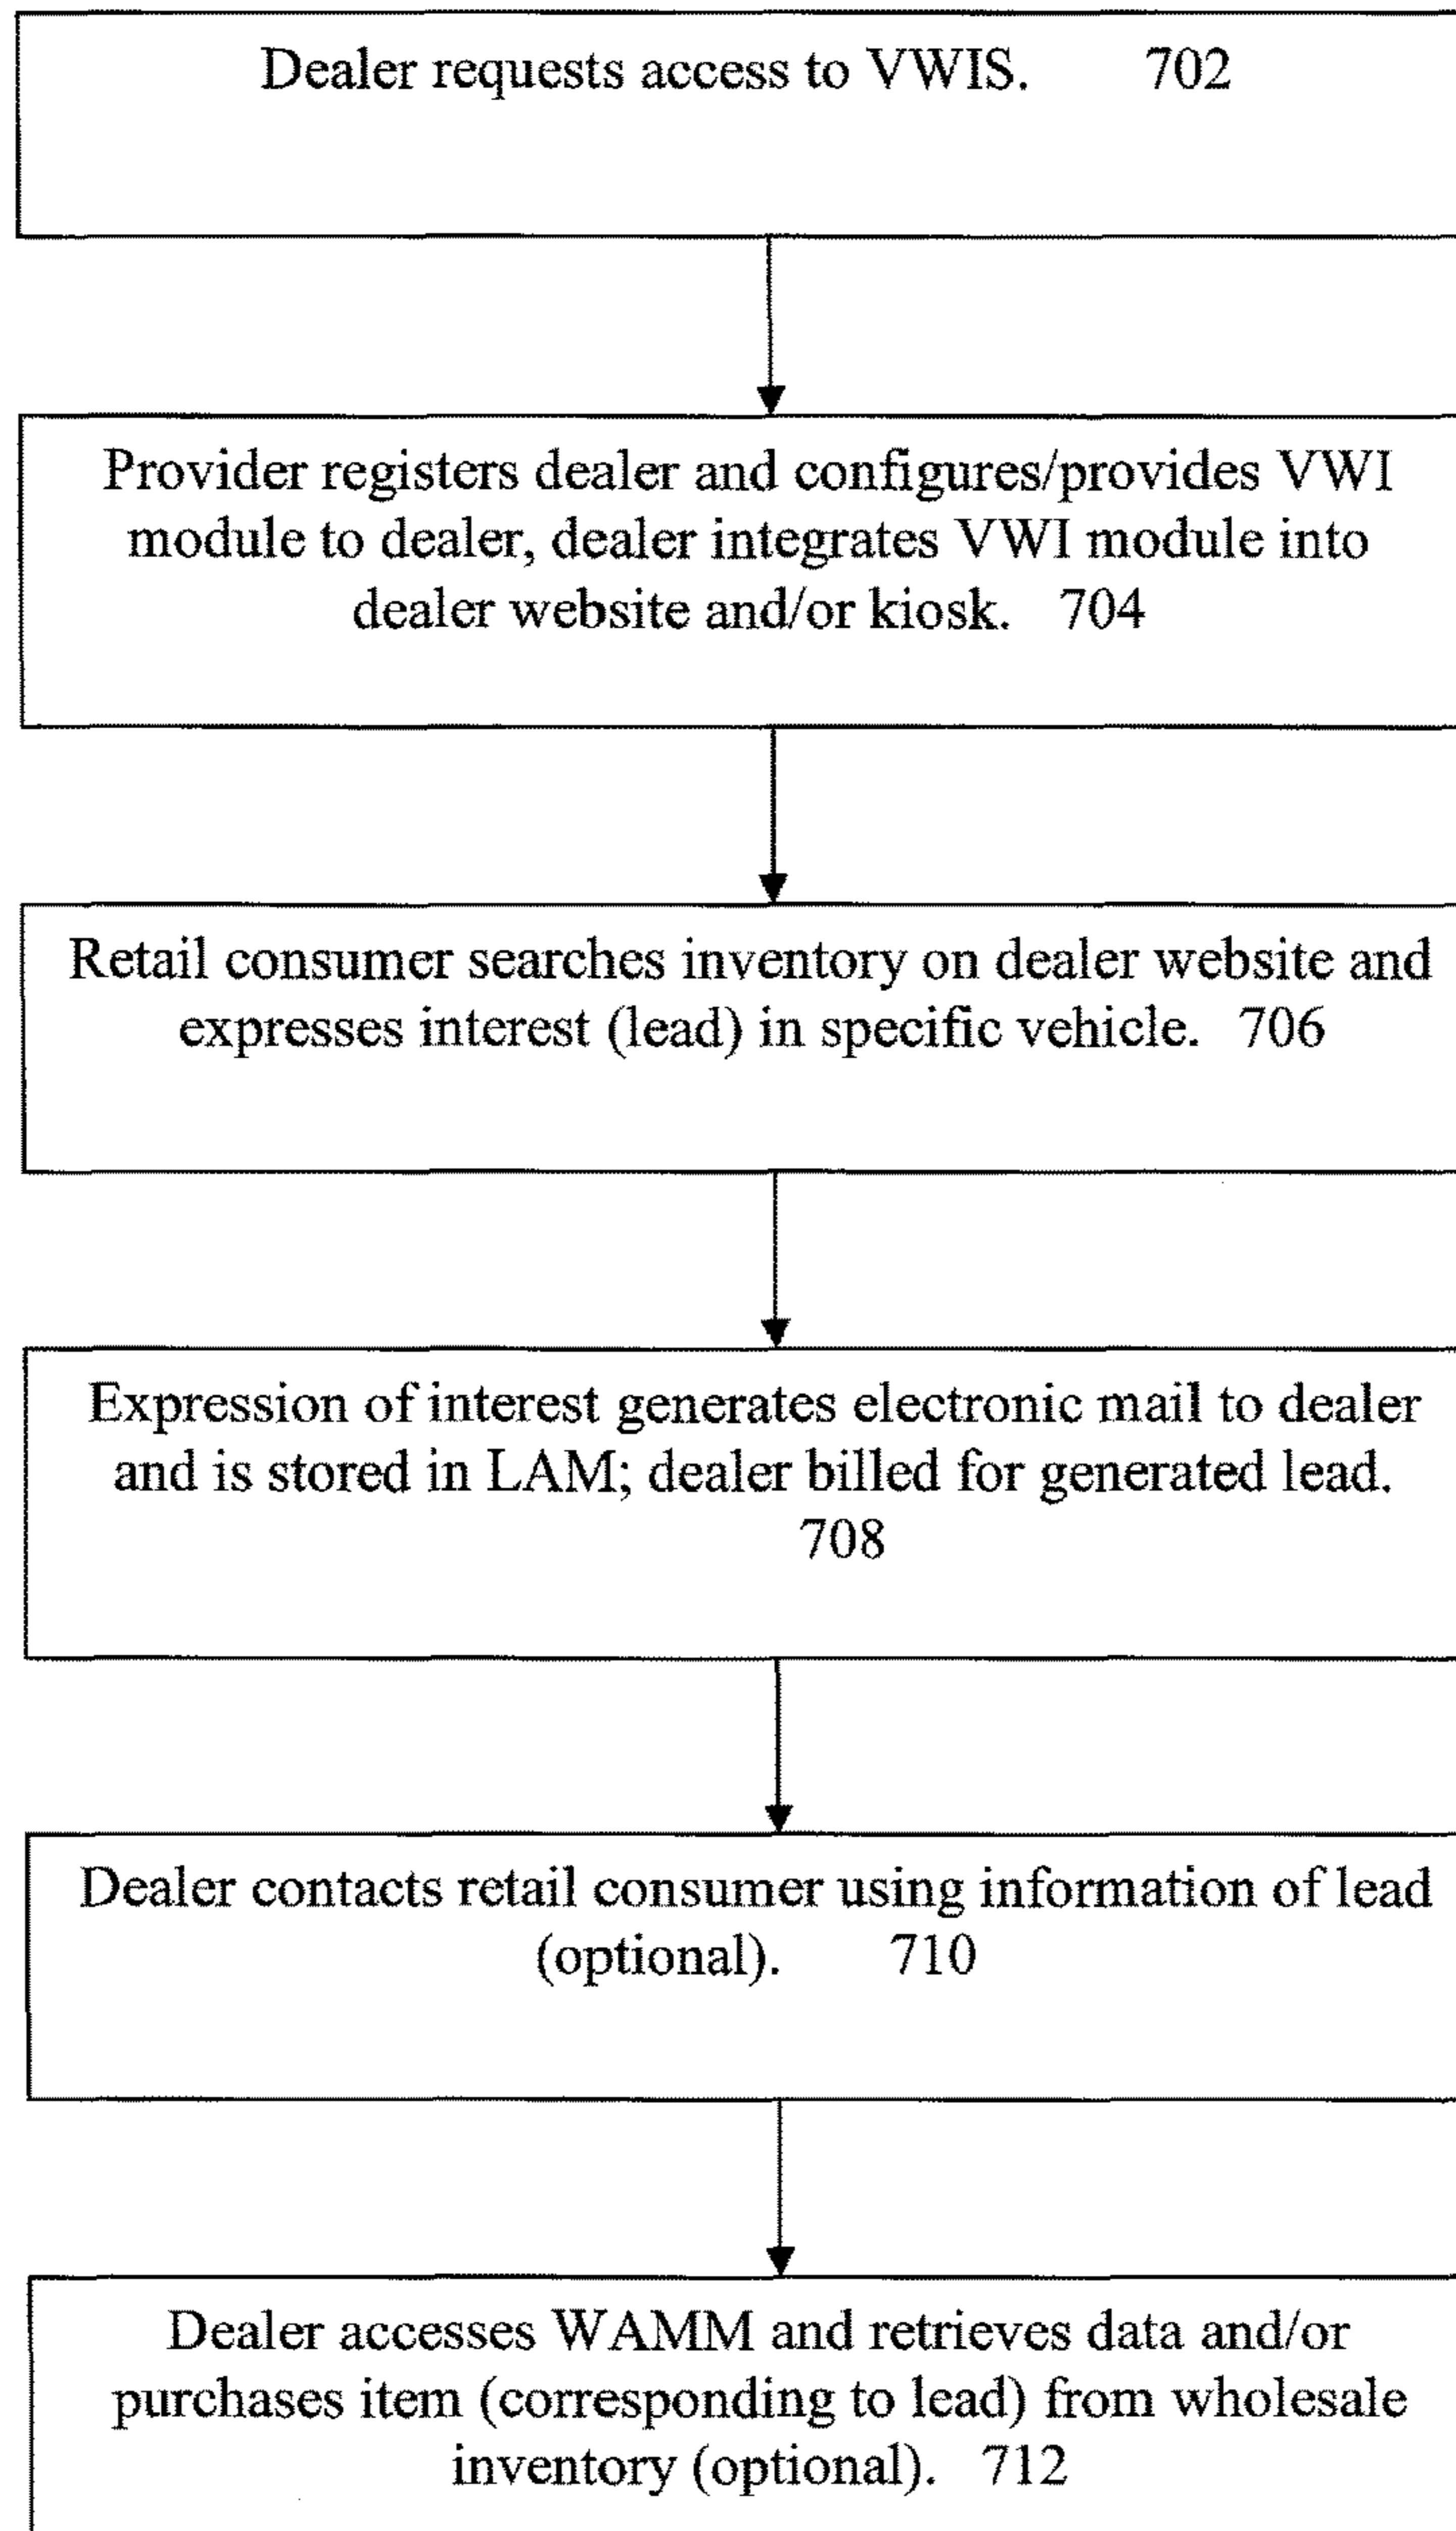 Dealer requests access to VWIS. 702
Provider registers dealer and configures/provides VWI
module to dealer, dealer integrates VWI module into
dealer website and/or kiosk. 704
Retail consumer searches inventory on dealer website and
expresses interest (lead) in specific vehicle. 706
Expression of interest generates electronic mail to dealer
and is stored in LAM; dealer billed for generated lead.
708
Dealer contacts retail consumer using information of lead
(optional). 710
Dealer accesses WAMM and retrieves data and/or
purchases item (corresponding to lead) from wholesale
inventory (optional). 712